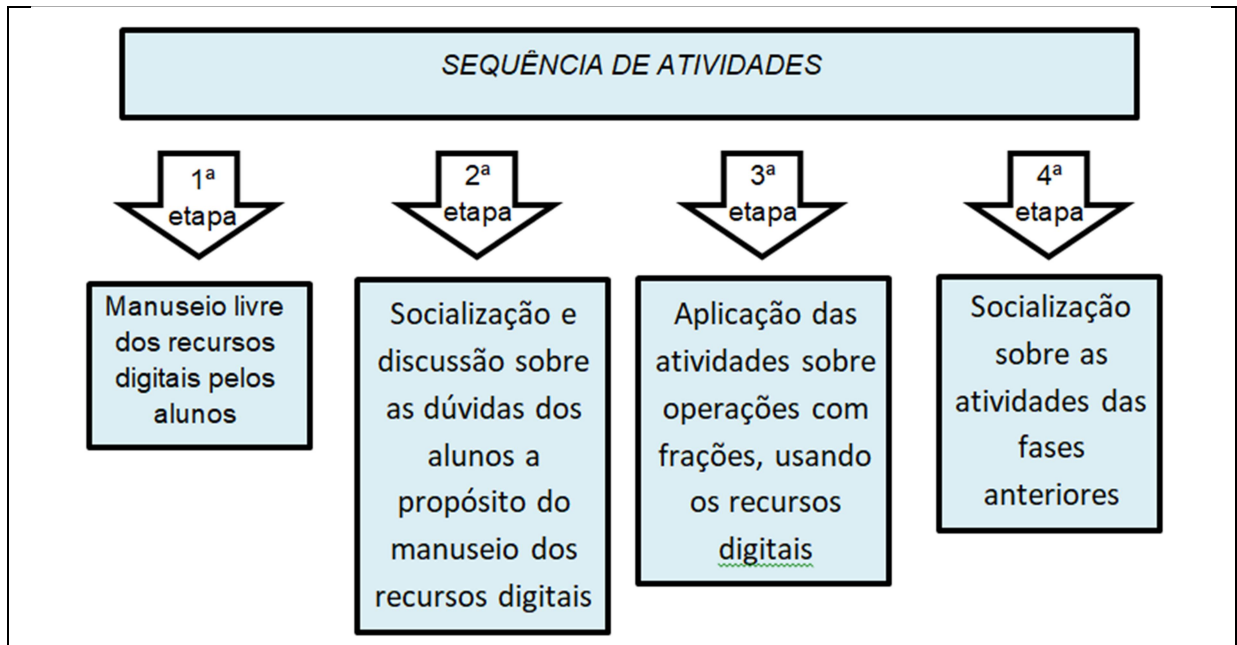 SEQUÊNCIA DE ATIVIDADES
1ª
etapa
2ª
etapa
3ª
etapa
4ª
etapa
Manuseio livre
dos recursos
digitais pelos
alunos
Socialização e
discussão sobre
as dúvidas dos
alunos a
propósito do
manuseio dos
recursos digitais
Aplicação das
atividades sobre
operações com
frações, usando
os recursos
digitais
Socialização
sobre as
atividades das
fases
anteriores